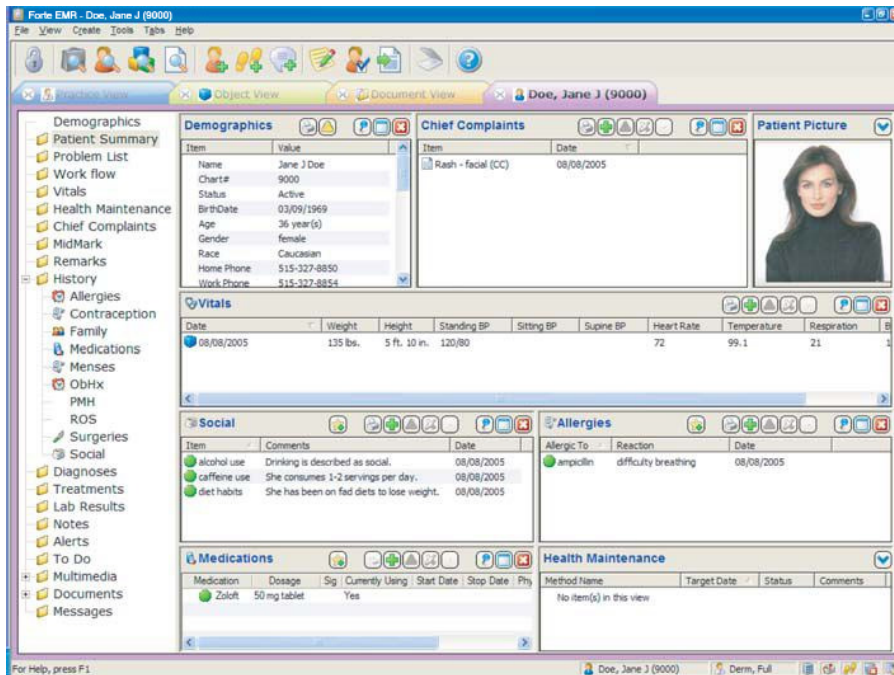 Forte EMR - Doe, Jane J (9000)
File View Create Tools Tabs Help
Practice View Object View Document View Doe, Jane J (9000)
Demographics
Patient Summary
Problem List
Work flow
Vitals
Health Maintenance
Chief Complaints
MidMark
Remarks
History
Allergies
Contraception
Family
Medications
Menses
ObHx
PMH
ROS
Surgeries
Social
Diagnoses
Treatments
Lab Results
Notes
Alerts
To Do
Multimedia
Documents
Messages
Demographics
Item Value
Name Jane J Doe
Chart# 9000
Status Active
BirthDate 03/09/1969
Age 36 year(s)
Gender female
Race Caucasian
Home Phone 515-327-8850
Work Phone 515-327-8854
Chief Complaints
Item Date
Rash - facial (CC) 08/08/2005
Patient Picture
Vitals
Date Weight Height Standing BP Sitting BP Supine BP Heart Rate Temperature Respiration B
08/08/2005 135 lbs. 5 ft. 10 in. 120/80 72 99.1 21 1
Social
Item Comments Date
alcohol use Drinking is described as social. 08/08/2005
caffeine use She consumes 1-2 servings per day. 08/08/2005
diet habits She has been on fad diets to lose weight. 08/08/2005
Allergies
Allergic To Reaction Date
ampicillin difficulty breathing 08/08/2005
Medications
Medication Dosage Sig Currently Using Start Date Stop Date Phy
Zoloft 50 mg tablet Yes
Health Maintenance
Method Name Target Date Status Comments
No item(s) in this view
For Help, press F1 Doe, Jane J (9000) Derm, Full